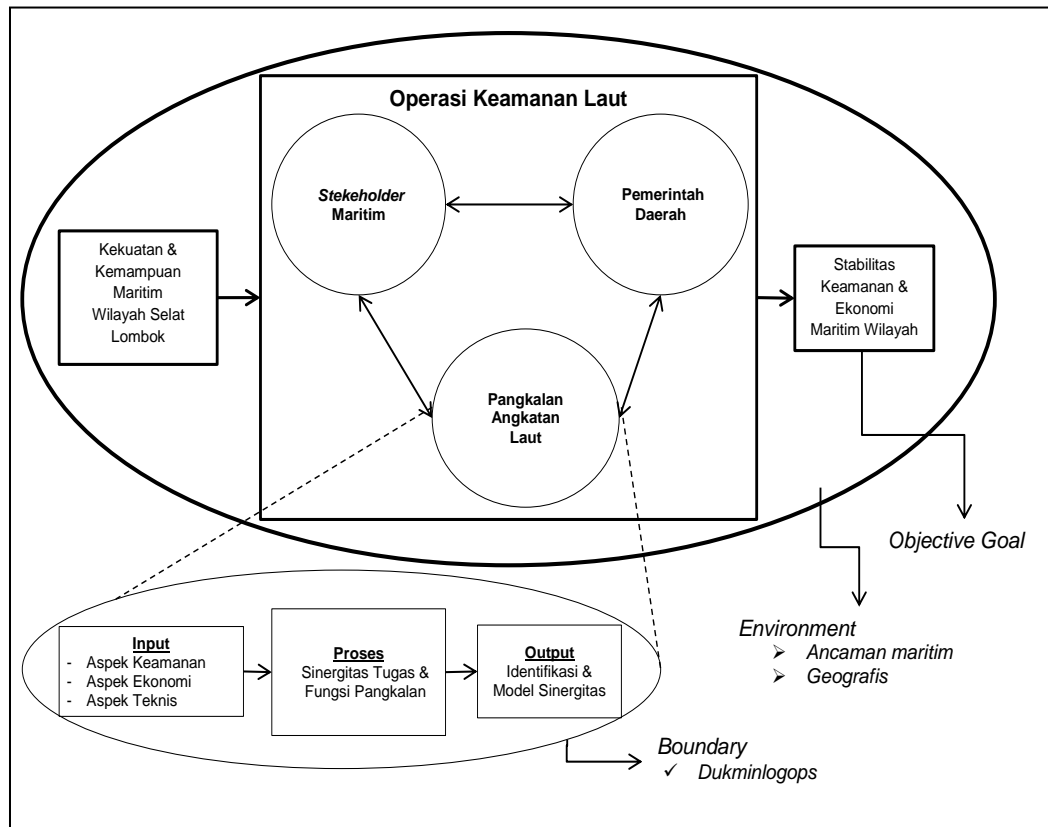 Operasi Keamanan Laut
Stekeholder
Maritim
Pemerintah
Daerah
Kekuatan &
Kemampuan
Maritim
Wilayah Selat
Lombok
Stabilitas
Keamanan &
Ekonomi
Maritim Wilayah
Pangkalan
Angkatan
Laut
Objective Goal
Environment
➢ Ancaman maritim
➢ Geografis
Input
- Aspek Keamanan
- Aspek Ekonomi
- Aspek Teknis
Proses
Sinergitas Tugas &
Fungsi Pangkalan
Output
Identifikasi &
Model Sinergitas
Boundary
✓ Dukminlogops